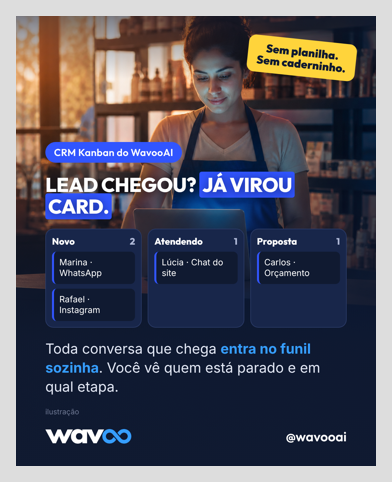 Sem planilha.
Sem caderninho.
CRM Kanban do WavooAI
LEAD CHEGOU? JÁ VIROU
CARD.
Novo 2
Marina ·
WhatsApp
Rafael ·
Instagram
Atendendo 1
Lúcia · Chat do
site
Proposta 1
Carlos ·
Orçamento
Toda conversa que chega entra no funil
sozinha. Você vê quem está parado e em
qual etapa.
Ilustração
wavoo
@wavooai